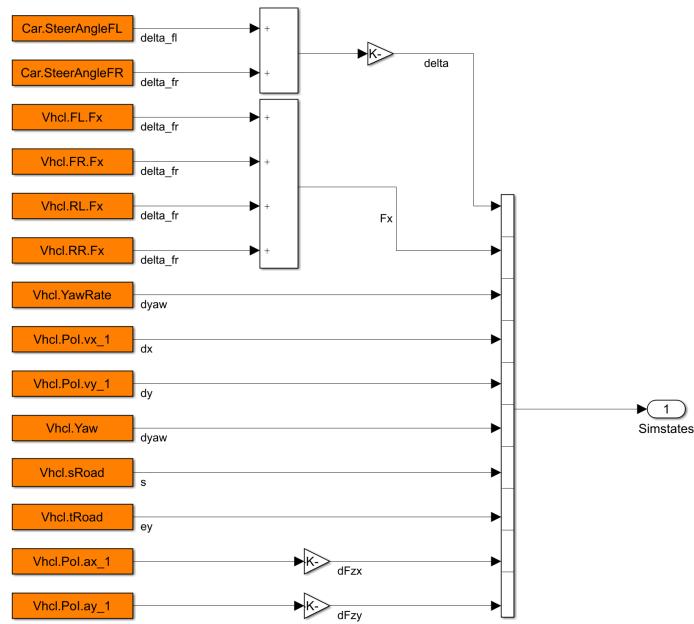 Car.SteerAngleFL
delta_fl
+
K-
delta
Car.SteerAngleFR
delta_fr
+
Vhcl.FL.Fx
delta_fr
+
Vhcl.FR.Fx
delta_fr
+
Vhcl.RL.Fx
delta_fr
+
Fx
Vhcl.RR.Fx
delta_fr
+
Vhcl.YawRate
dyaw
Vhcl.PoI.vx_1
dx
Vhcl.PoI.vy_1
dy
1
Simstates
Vhcl.Yaw
dyaw
Vhcl.sRoad
s
Vhcl.tRoad
ey
Vhcl.PoI.ax_1
K-
dFzx
Vhcl.PoI.ay_1
K-
dFzy